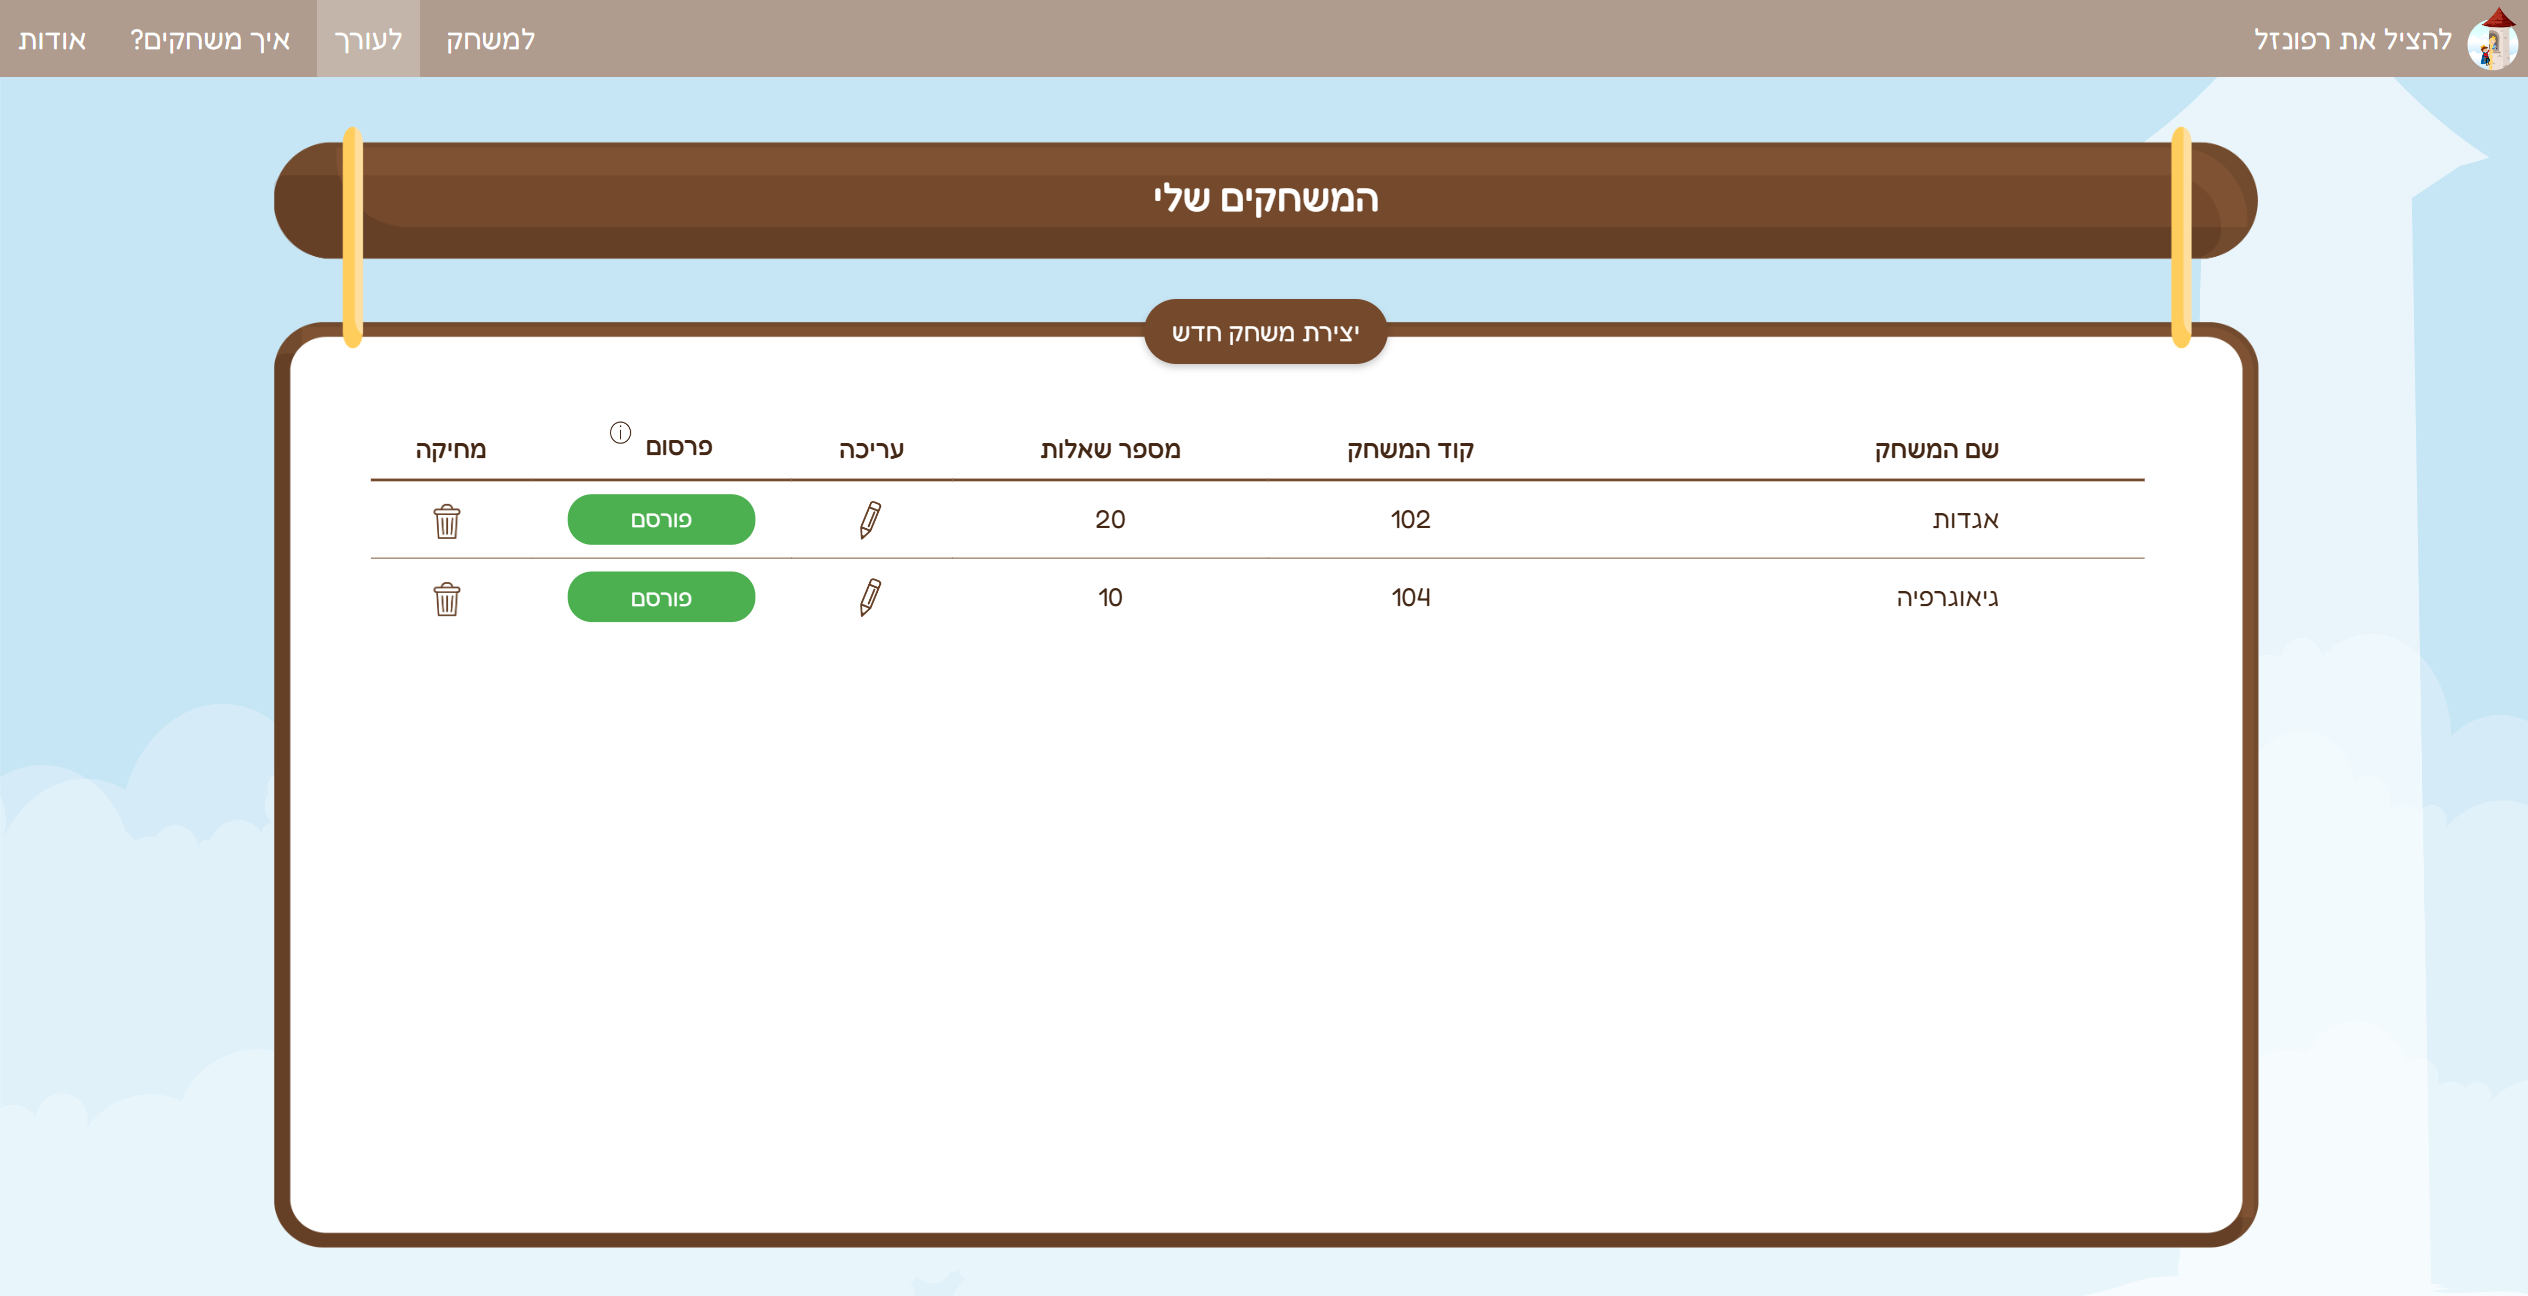 להציל את רפונזל
למשחק
לעורך
איך משחקים?
אודות
המשחקים שלי
יצירת משחק חדש
שם המשחק קוד המשחק מספר שאלות עריכה פרסום מחיקה
אגדות 102 20 פורסם
גיאוגרפיה 104 10 פורסם